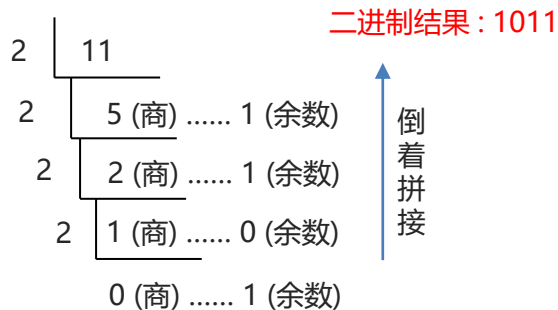 二进制结果 : 1011
2 11
2 5 (商) ...... 1 (余数)
2 2 (商) ...... 1 (余数)
2 1 (商) ...... 0 (余数)
0 (商) ...... 1 (余数)
倒着拼接